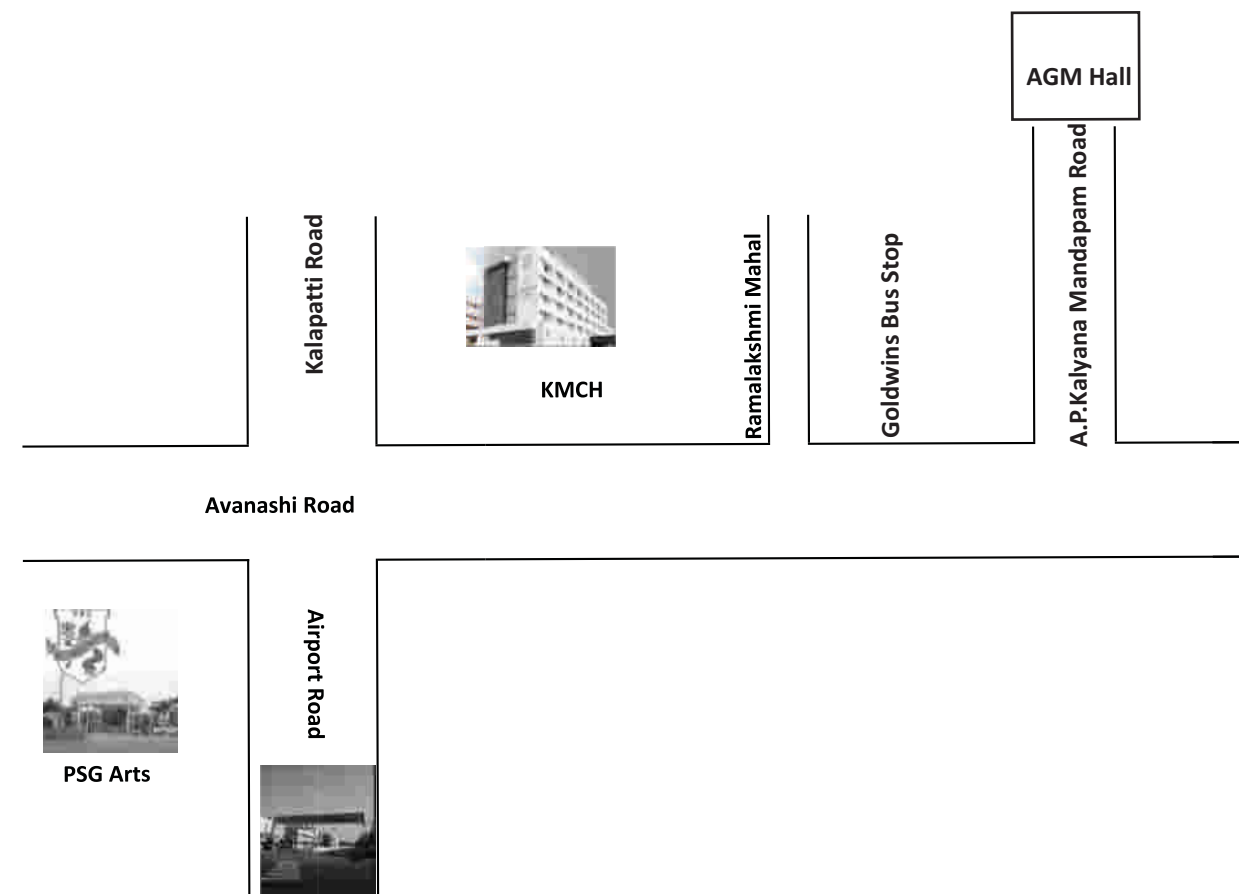 AGM Hall
A.P.Kalyana Mandapam Road
Kalapatti Road
KMCH
Ramalakshmi Mahal
Goldwins Bus Stop
Avanashi Road
Airport Road
PSG Arts